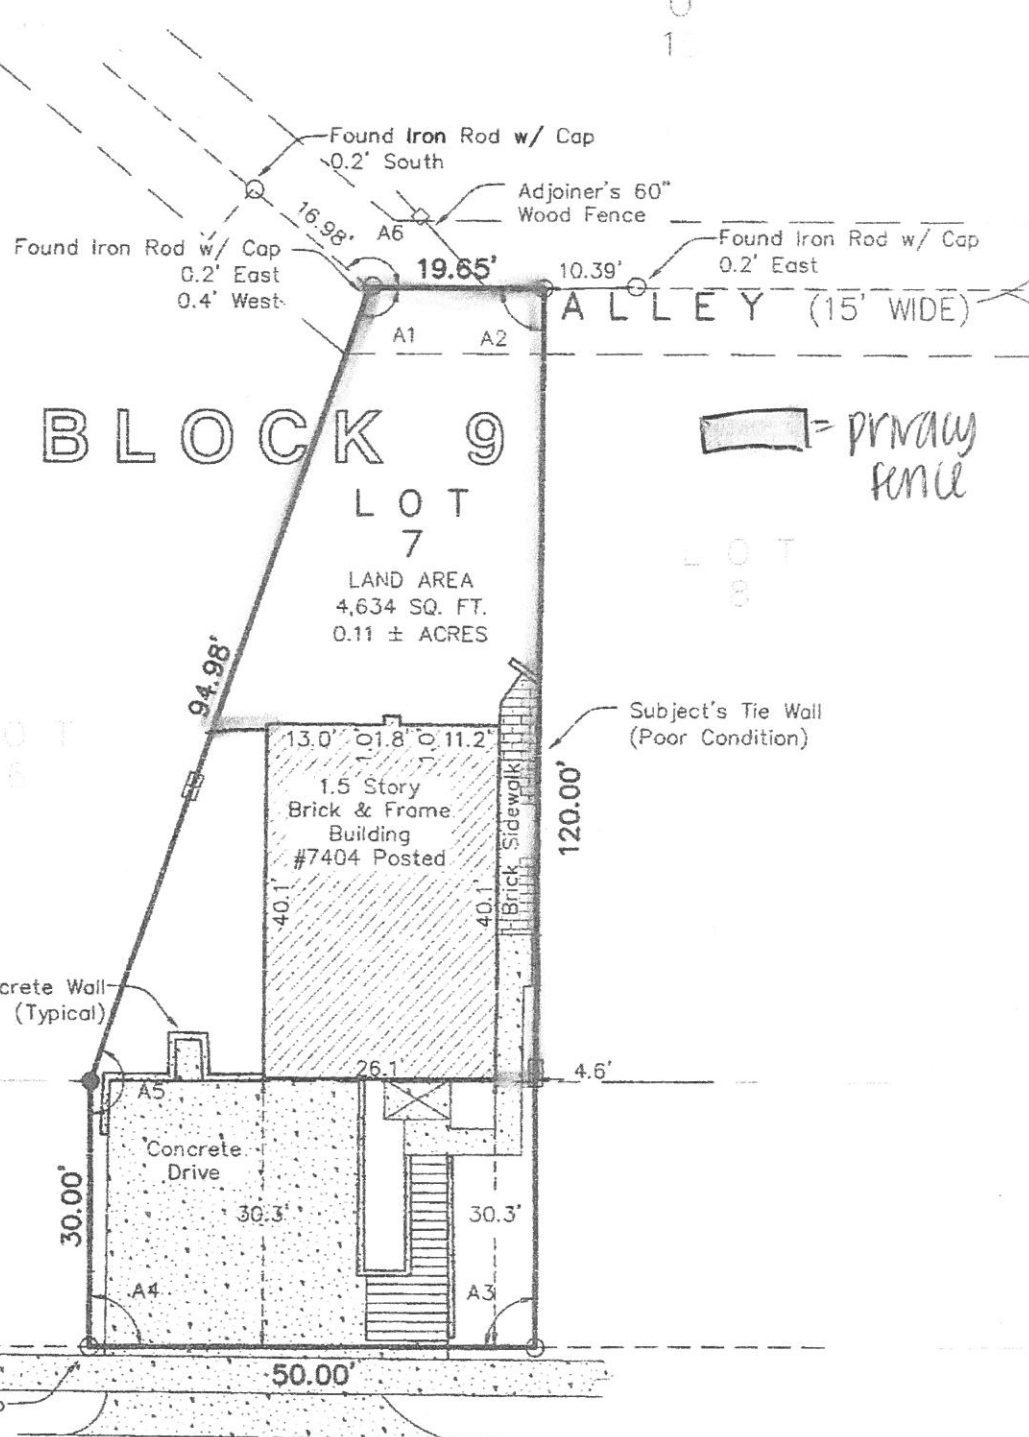 Found Iron Rod w/ Cap
0.2' South
16.98'
A6
Adjoiner's 60"
Wood Fence
Found Iron Rod w/ Cap
0.2' East
0.4' West
19.65'
10.39'
Found Iron Rod w/ Cap
0.2' East
ALLEY (15' WIDE)
A1
A2
BLOCK 9
= privacy
fence
LOT
7
LAND AREA
4,634 SQ. FT.
0.11 ± ACRES
LOT
8
94.98'
Subject's Tie Wall
(Poor Condition)
120.00'
13.0' 1.0' 1.8' 1.0' 11.2'
1.5 Story
Brick & Frame
Building
#7404 Posted
40.1'
40.1'
Brick Sidewalk
crete Wall
(Typical)
26.1'
4.6'
A5
Concrete
Drive
30.00'
30.3'
30.3'
A4
A3
50.00'